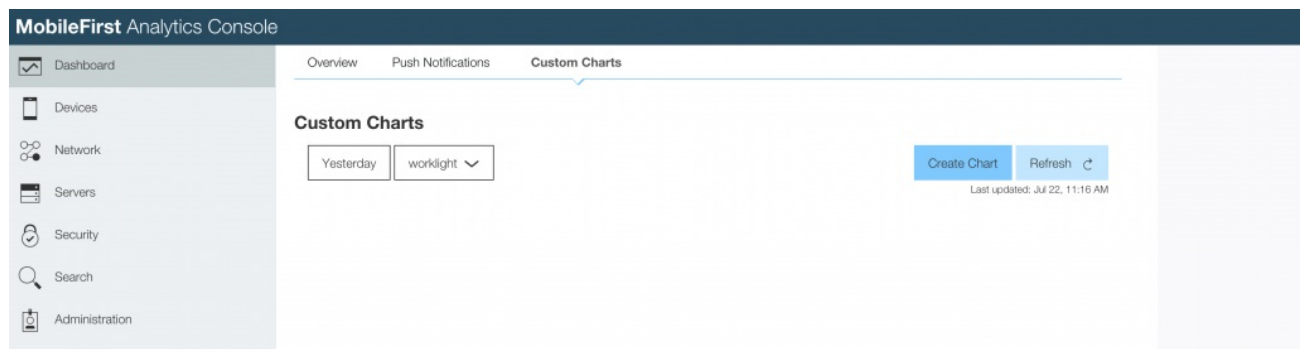 MobileFirst Analytics Console
Dashboard
Devices
Network
Servers
Security
Search
Administration
Overview Push Notifications Custom Charts
Custom Charts
Yesterday worklight Create Chart Refresh
Last updated: Jul 22, 11:16 AM